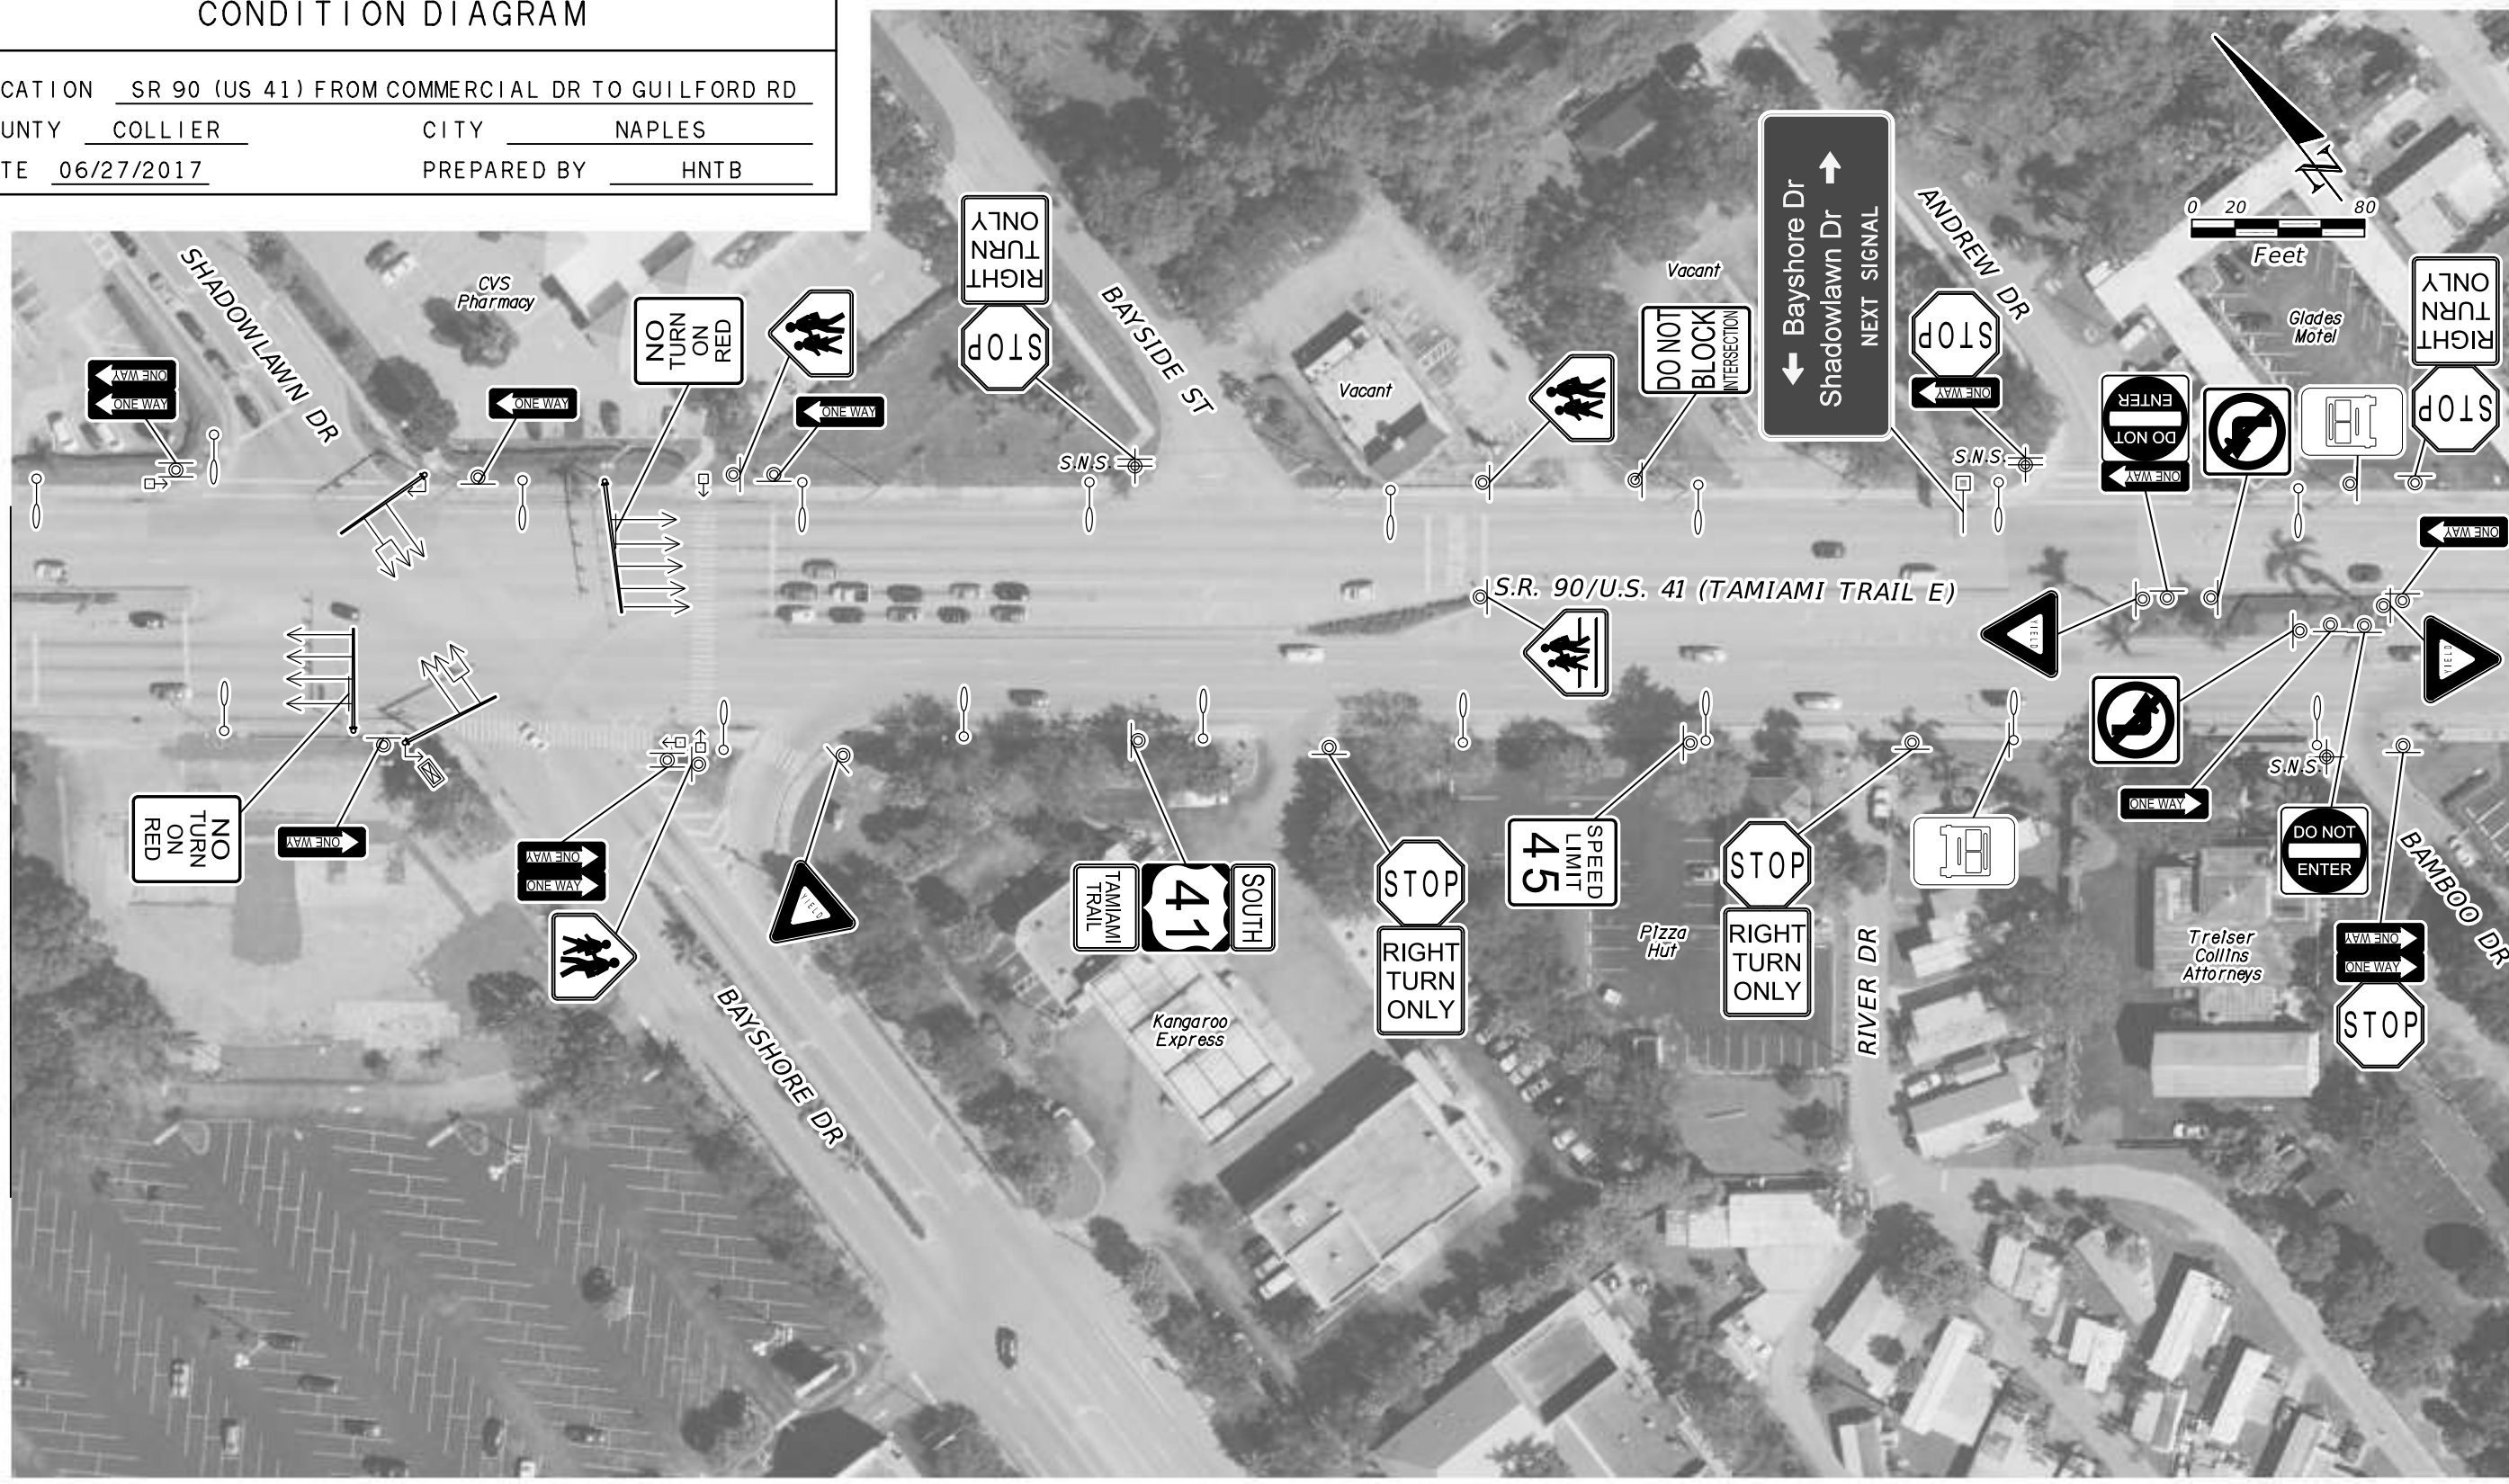 CONDITION DIAGRAM
CATION SR 90 (US 41) FROM COMMERCIAL DR TO GUILFORD RD
UNTY COLLIER CITY NAPLES
TE 06/27/2017 PREPARED BY HNTB
0 20 80
Feet
N
SHADOWLAWN DR
CVS
Pharmacy
ONE WAY
ONE WAY
ONE WAY
NO
TURN
ON
RED
ONE WAY
RIGHT
TURN
ONLY
STOP
S.N.S.
BAYSIDE ST
Vacant
Vacant
DO NOT
BLOCK
INTERSECTION
Bayshore Dr
Shadowlawn Dr
NEXT SIGNAL
ANDREW DR
STOP
ONE WAY
S.N.S.
Glades
Motel
DO NOT
ENTER
ONE WAY
RIGHT
TURN
ONLY
STOP
ONE WAY
S.R. 90/U.S. 41 (TAMIAMI TRAIL E)
YIELD
YIELD
NO
TURN
ON
RED
ONE WAY
ONE WAY
ONE WAY
YIELD
BAYSHORE DR
SOUTH
41
TAMIAMI
TRAIL
Kangaroo
Express
STOP
RIGHT
TURN
ONLY
SPEED
LIMIT
45
Pizza
Hut
STOP
RIGHT
TURN
ONLY
RIVER DR
ONE WAY
S.N.S.
DO NOT
ENTER
Treiser
Collins
Attorneys
BAMBOO DR
ONE WAY
ONE WAY
STOP